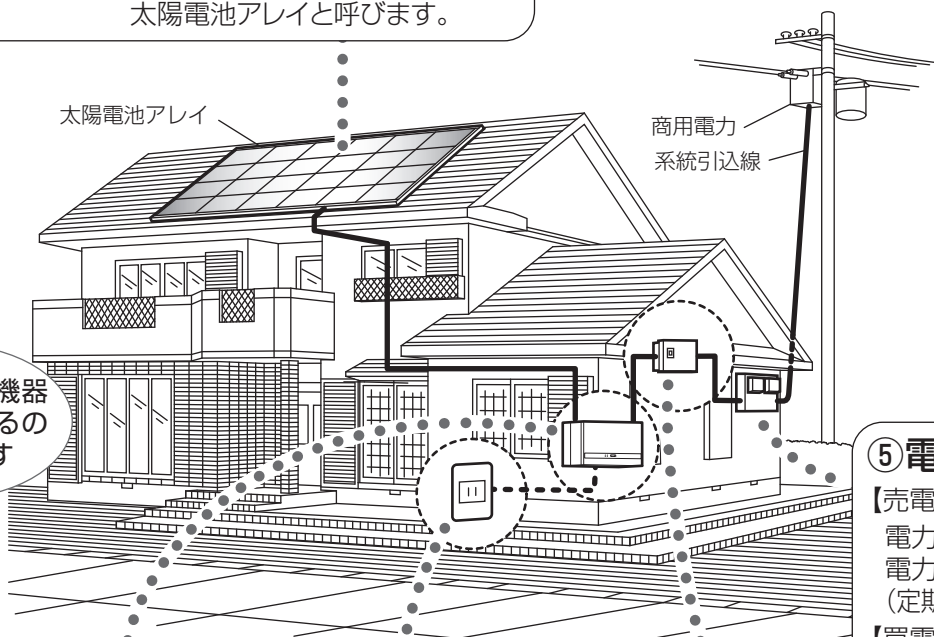 太陽電池アレイと呼びます。
太陽電池アレイ
商用電力
系統引込線
機器
るの
す
⑤電
【売電
電力
電力
(定期
【買電